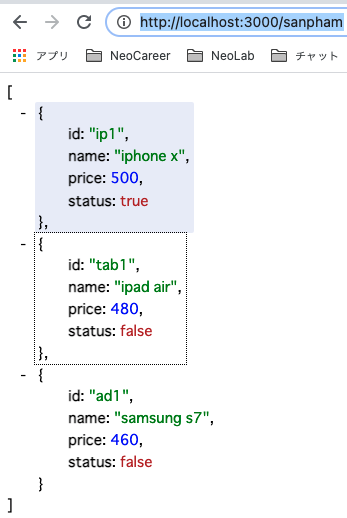 http://localhost:3000/sanpham
アプリ NeoCareer NeoLab チャット
[
- {
id: "ip1",
name: "iphone x",
price: 500,
status: true
},
- {
id: "tab1",
name: "ipad air",
price: 480,
status: false
},
- {
id: "ad1",
name: "samsung s7",
price: 460,
status: false
}
]